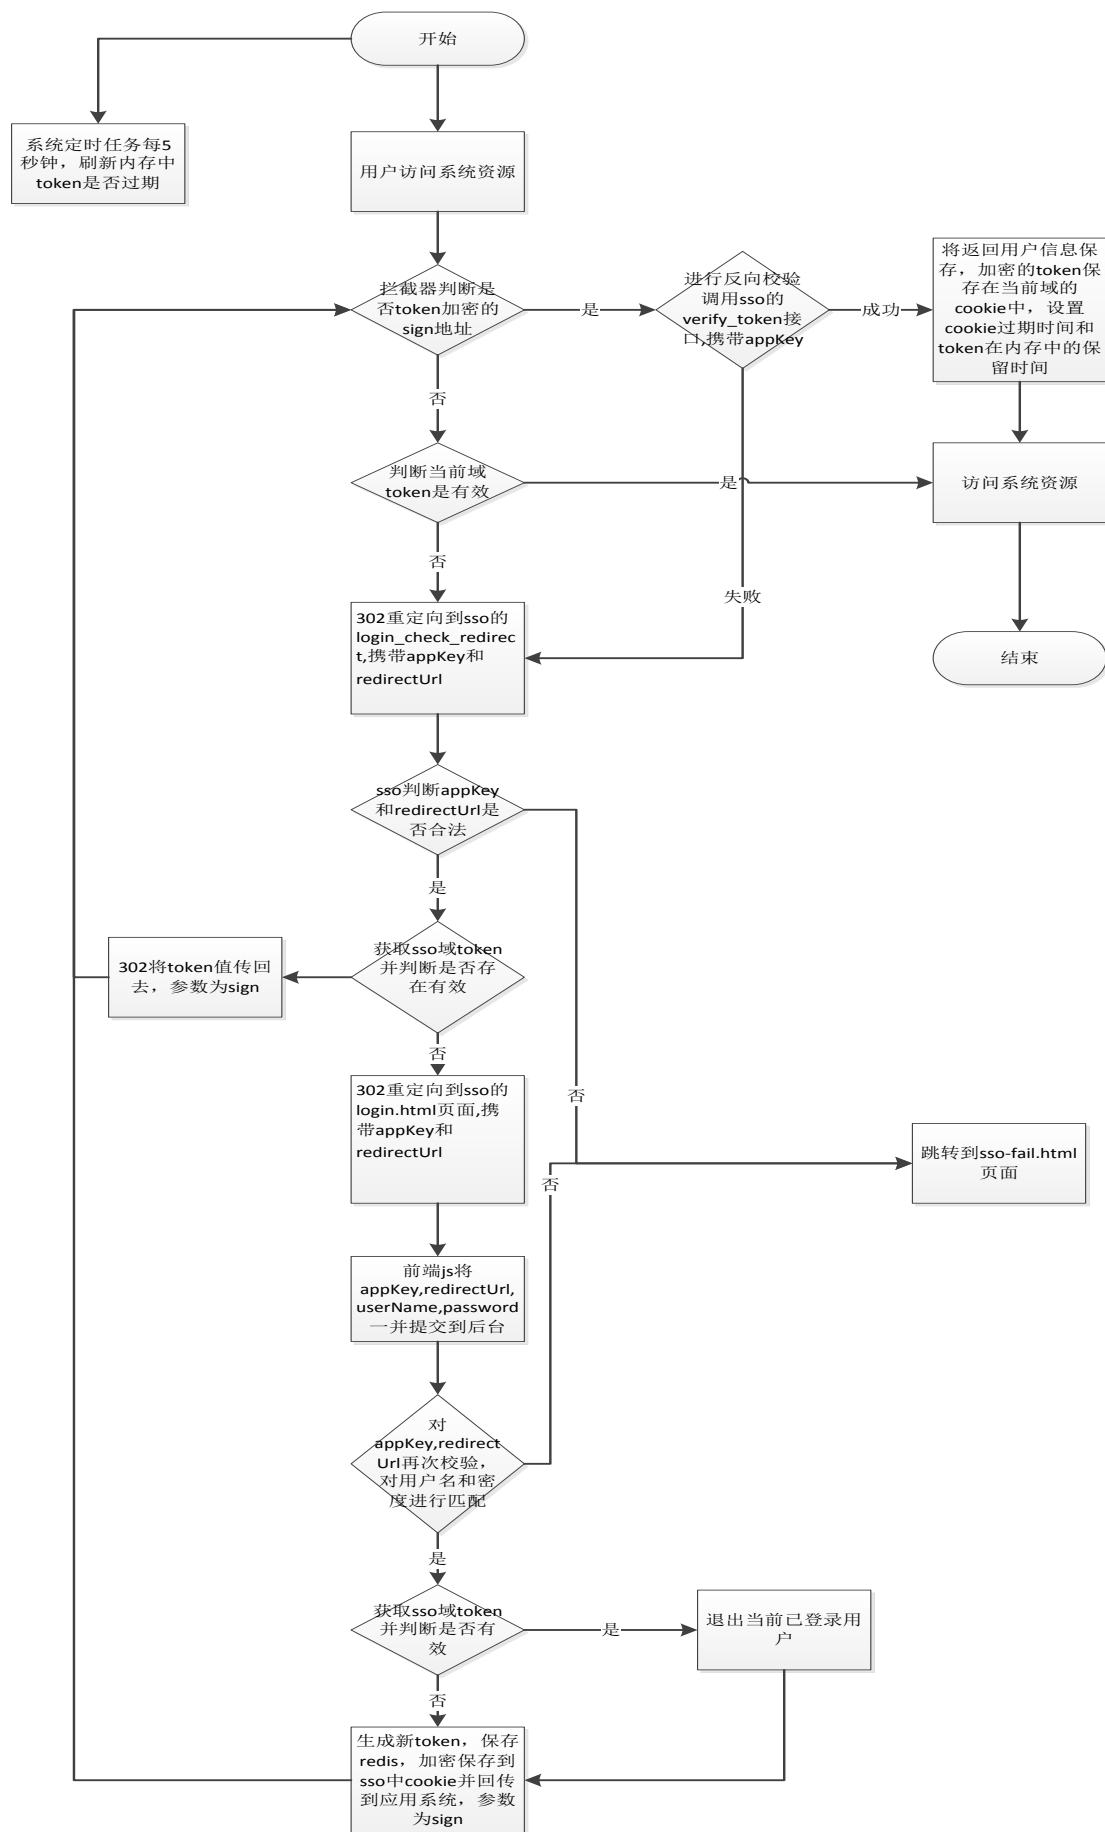 开始
系统定时任务每5
秒钟，刷新内存中
token是否过期
用户访问系统资源
拦截器判断是
否token加密的
sign地址
是
进行反向校验
调用sso的
verify_token接
口,携带appKey
成功
将返回用户信息保
存，加密的token保
存在当前域的
cookie中，设置
cookie过期时间和
token在内存中的保
留时间
否
判断当前域
token是有效
是
访问系统资源
否
失败
302重定向到sso的
login_check_redirec
t,携带appKey和
redirectUrl
结束
sso判断appKey
和redirectUrl是
否合法
是
获取sso域token
并判断是否存
在有效
302将token值传回
去，参数为sign
否
302重定向到sso的
login.html页面,携
带appKey和
redirectUrl
否
否
跳转到sso-fail.html
页面
前端js将
appKey,redirectUrl,
userName,password
一并提交到后台
对
appKey,redirect
Url再次校验，
对用户名和密
度进行匹配
是
获取sso域token
并判断是否有
效
是
退出当前已登录用
户
否
生成新token，保存
redis，加密保存到
sso中cookie并回传
到应用系统，参数
为sign